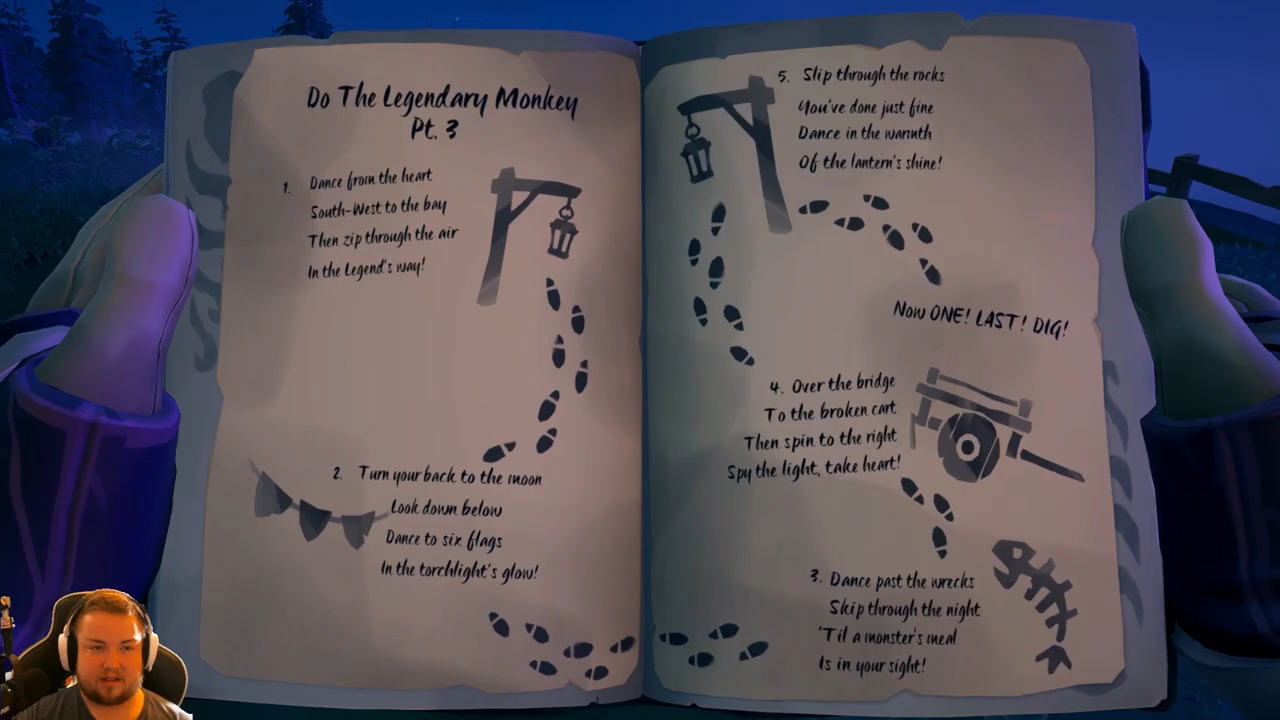 Do The Legendary Monkey
Pt. 3
1. Dance from the heart
South-West to the bay
Then zip through the air
In the Legend's way!
2. Turn your back to the moon
Look down below
Dance to six flags
In the torchlight's glow!
3. Dance past the wrecks
Skip through the night
'Til a monster's meal
Is in your sight!
4. Over the bridge
To the broken cart
Then spin to the right
Spy the light, take heart!
5. Slip through the rocks
You've done just fine
Dance in the warmth
Of the lantern's shine!
Now ONE! LAST! DIG!